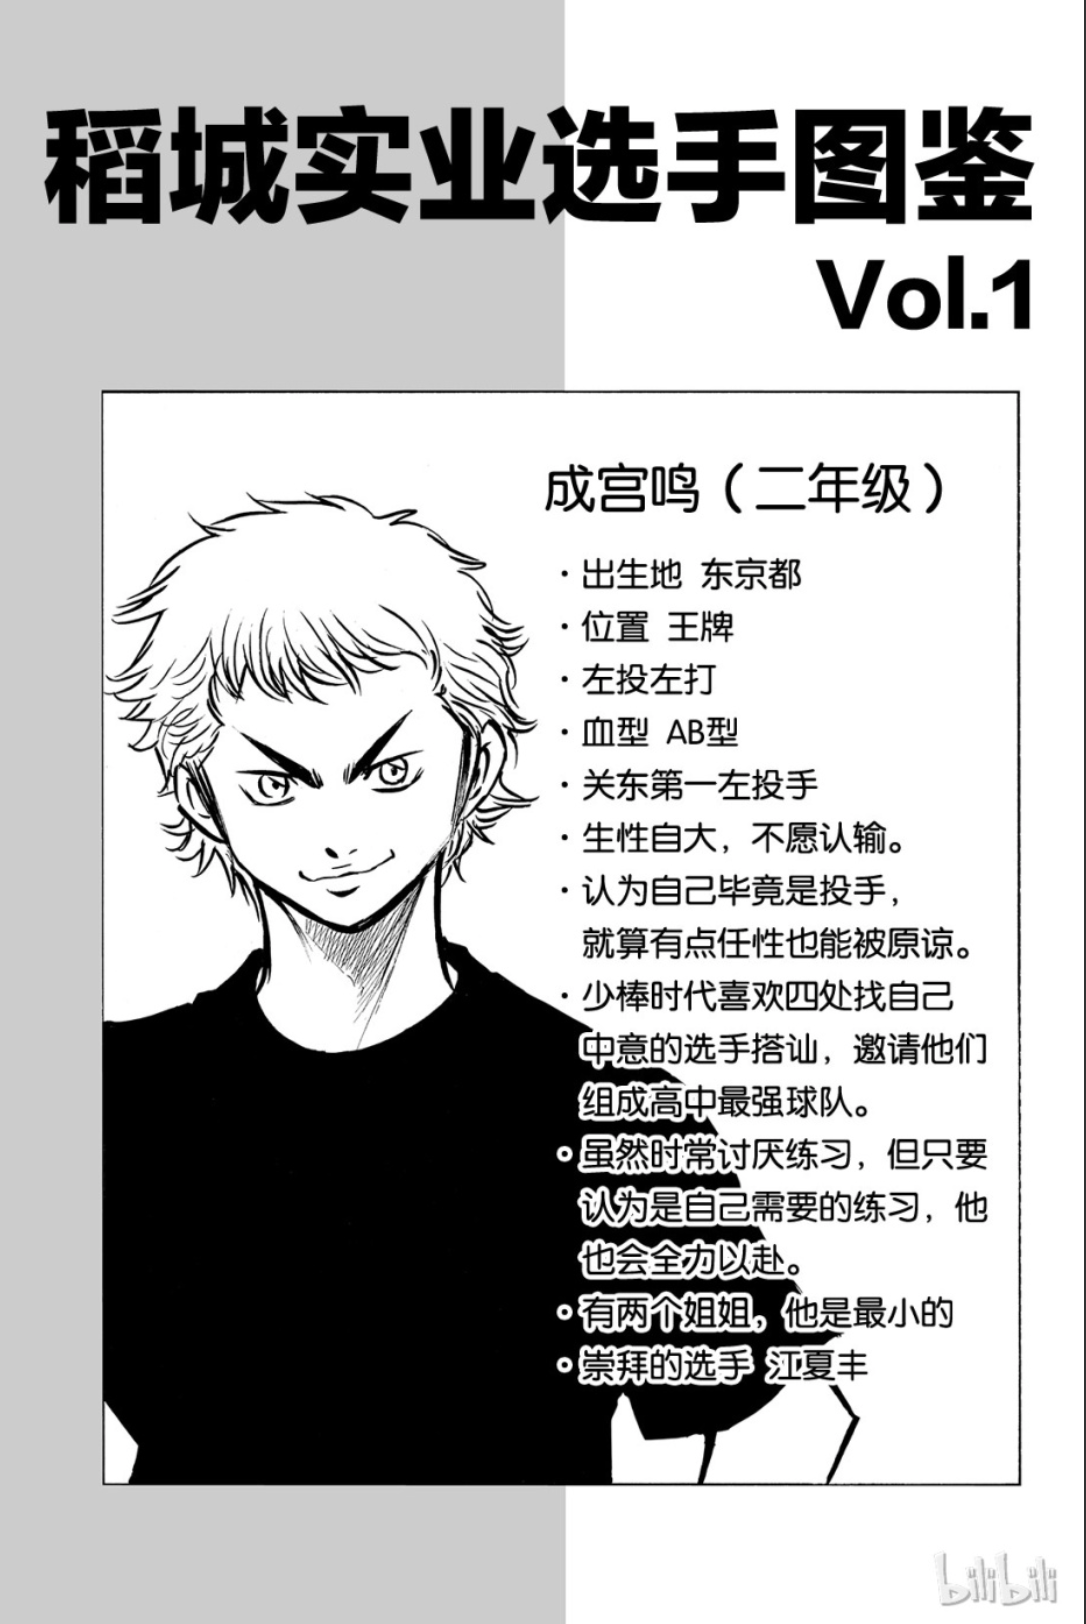 稻城实业选手图鉴
Vol.1
成宫鸣（二年级）
·出生地 东京都
·位置 王牌
·左投左打
·血型 AB型
·关东第一左投手
·生性自大，不愿认输。
·认为自己毕竟是投手，
就算有点任性也能被原谅。
·少棒时代喜欢四处找自己
中意的选手搭讪，邀请他们
组成高中最强球队。
·虽然时常讨厌练习，但只要
认为是自己需要的练习，他
也会全力以赴。
·有两个姐姐，他是最小的
·崇拜的选手 江夏丰
bilibili